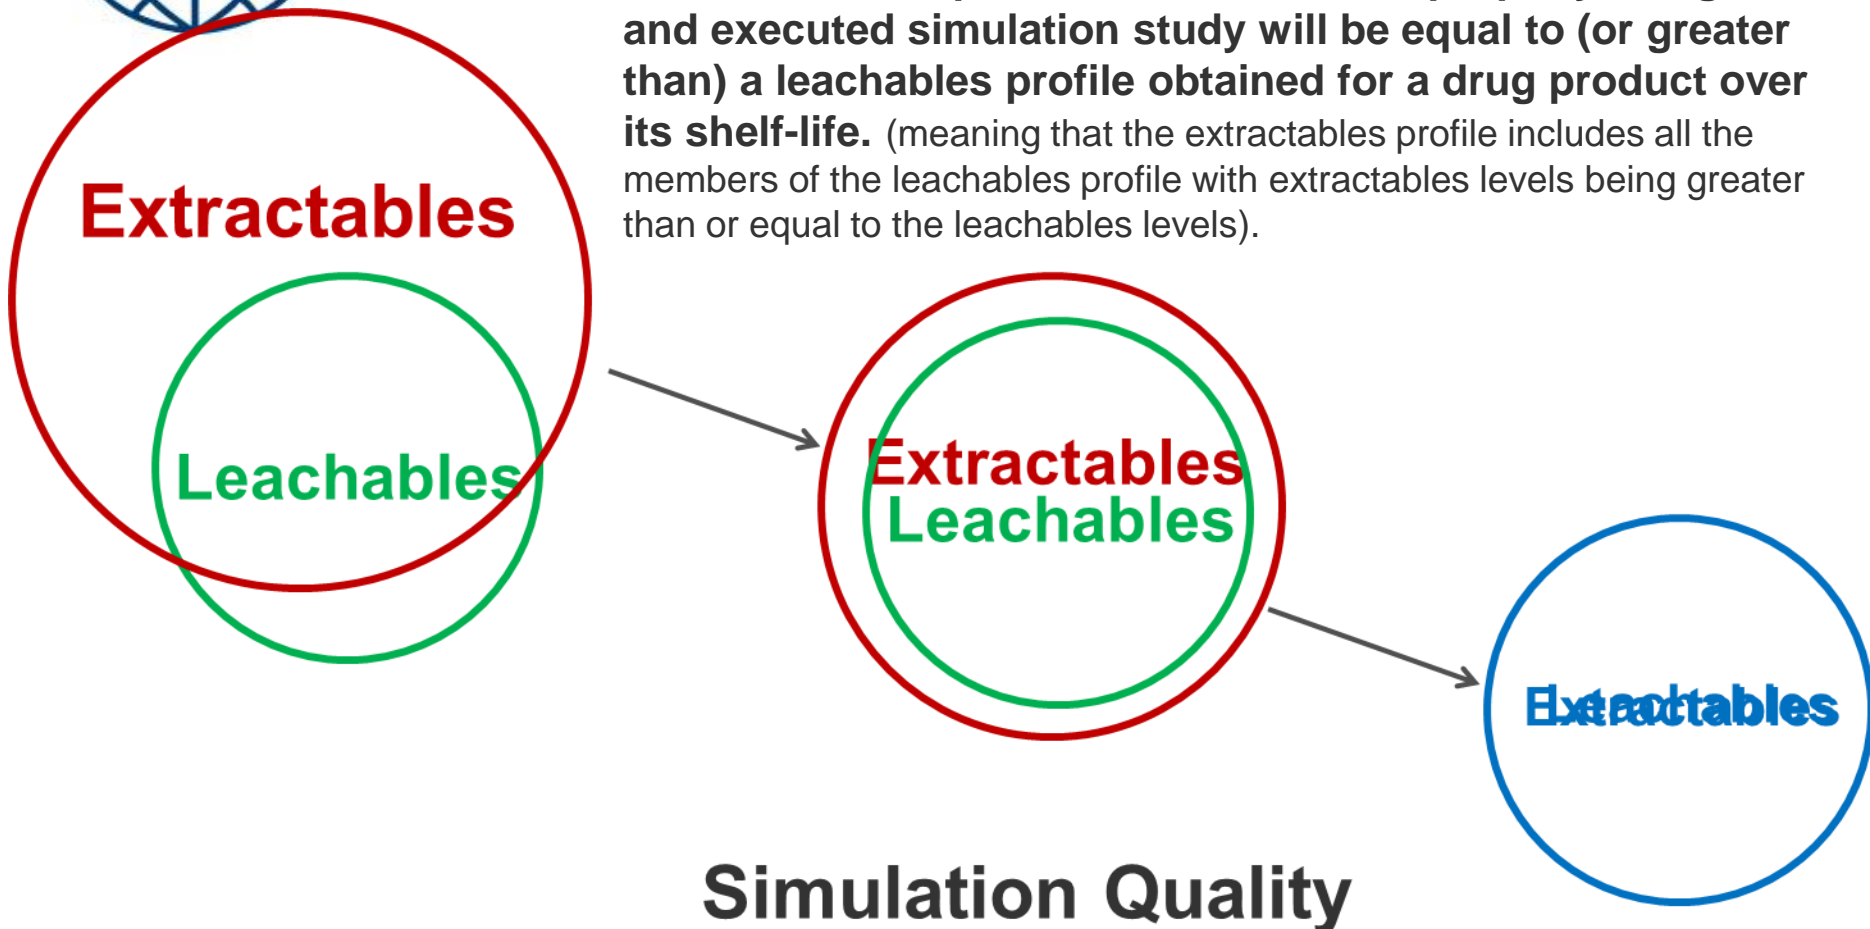 and executed simulation study will be equal to (or greater
than) a leachables profile obtained for a drug product over
its shelf-life. (meaning that the extractables profile includes all the
members of the leachables profile with extractables levels being greater
than or equal to the leachables levels).
Extractables
Leachables
Extractables
Leachables
Extractables
Leachables
Simulation Quality